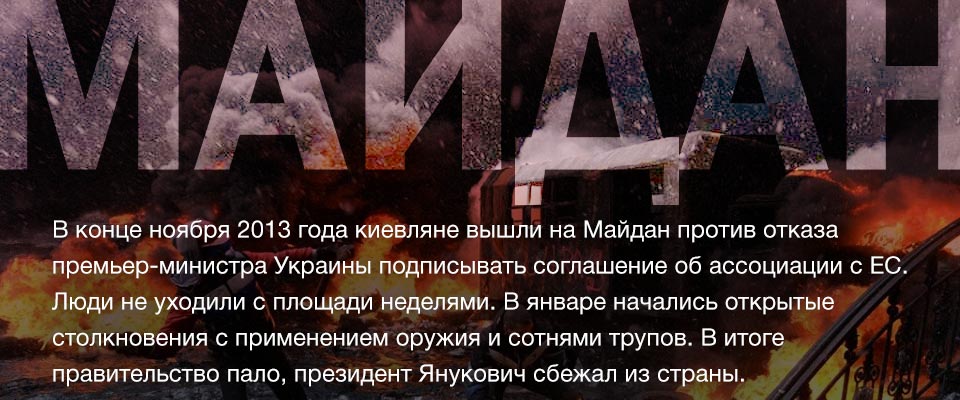 МАЙДАН
В конце ноября 2013 года киевляне вышли на Майдан против отказа
премьер-министра Украины подписывать соглашение об ассоциации с ЕС.
Люди не уходили с площади неделями. В январе начались открытые
столкновения с применением оружия и сотнями трупов. В итоге
правительство пало, президент Янукович сбежал из страны.